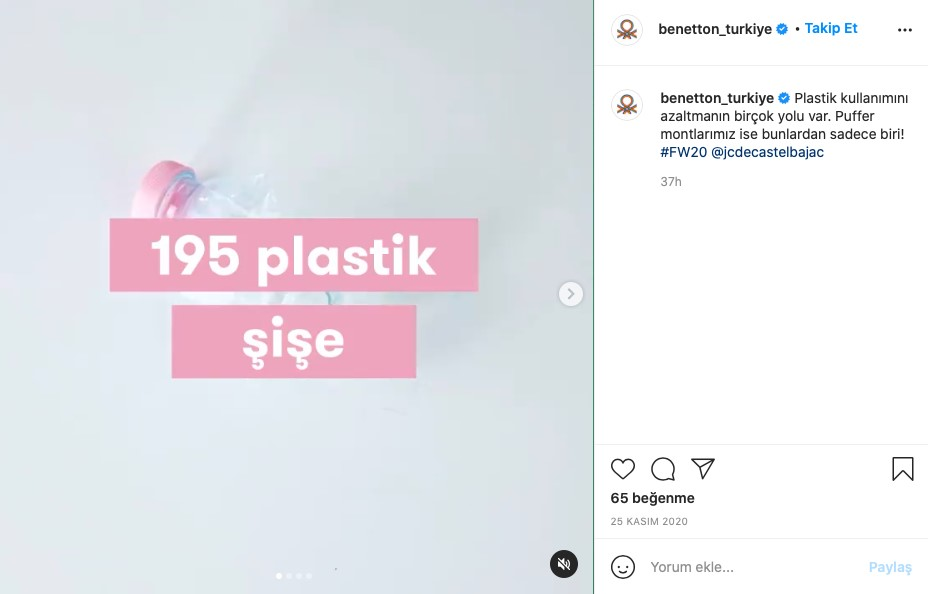 195 plastik
şişe
benetton_turkiye • Takip Et
benetton_turkiye Plastik kullanımını
azaltmanın birçok yolu var. Puffer
montlarımız ise bunlardan sadece biri!
#FW20 @jcdecastelbajac
37h
65 beğenme
25 KASIM 2020
Yorum ekle... Paylaş